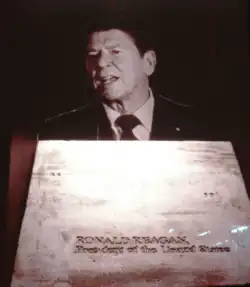 RONALD REAGAN,
President of the United States